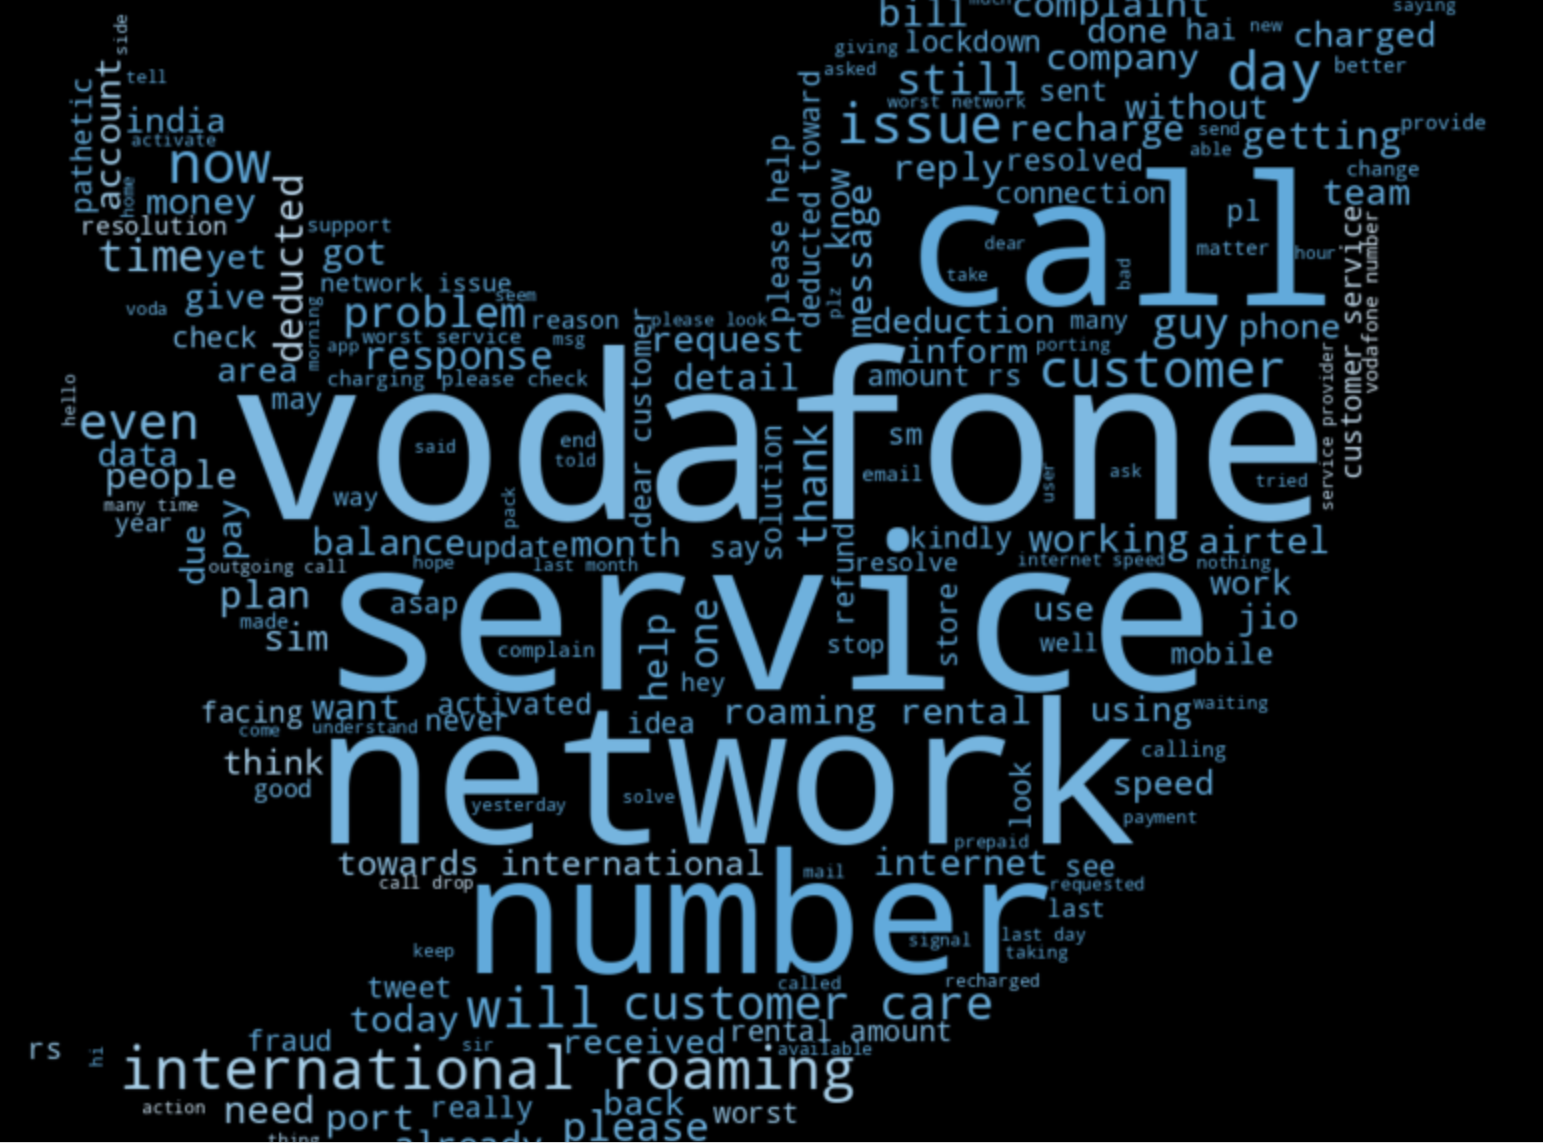 much
saying
bill
complaint
side
done hai new charged
giving lockdown
company
better
asked
tell
still
day
sent
account
pathetic
india
worst network
without
activate
issue
recharge send getting provide
able
now
deducted toward
please help
reply
resolved
change
home
money
deducted
know
message
connection
team
resolution
support
pl
customer service
vodafone number
call
dear
matter
hour
time
yet
got
take
bad
network issue
seem
plz
voda
give
morning
problem
reason
please look
deduction
many
guy
phone
check
app
worst service
msg
request
inform
porting
area
response
dear customer
charging
please check
detail
amount rs
customer
service provider
hello
may
vodafone
even
said
end
told
solution
thank
sm
email
user
ask
tried
data
people
way
pack
many time
year
due
pay
balance
update
month
say
kindly
working
airtel
outgoing call
hope
last month
refund
resolve
internet speed
nothing
plan
asap
service
work
made
sim
help
one
store
use
jio
complain
stop
well
mobile
hey
facing
want
activated
roaming rental
using
waiting
come
understand
never
idea
think
network
calling
good
yesterday
solve
look
speed
payment
prepaid
towards international
mail
internet
see
call drop
requested
number
last
keep
signal
last day
taking
tweet
called
recharged
today
will
customer care
fraud
sir
received
rental amount
rs
hi
available
international roaming
action
need
port
really
back
worst
please
thing
already